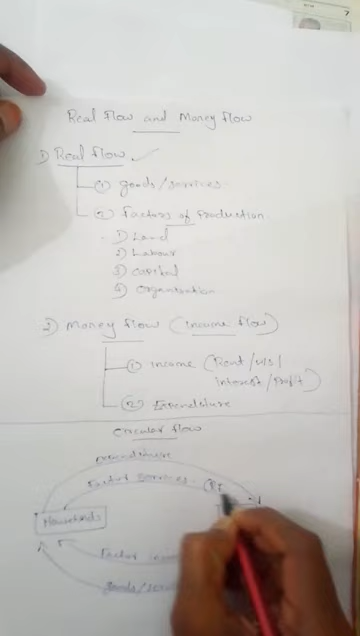 Real Flow and Money flow
1) Real flow
① goods/services
② Factors of production
1) Land
2) Labour
3) Capital
4) Organisation
2) Money flow (Income flow)
① income (Rent/
interest/Profit)
② Expenditure
Circular flow
Factor services
Households
Factor
goods/